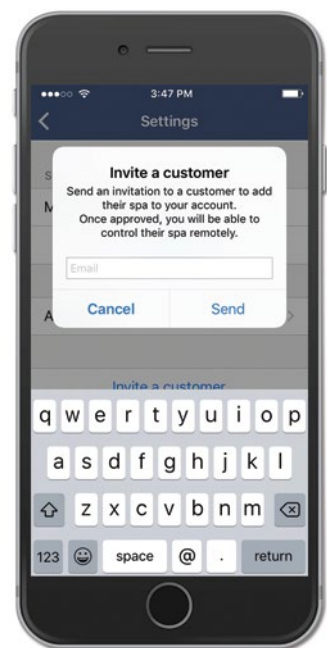 3:47 PM
Settings
S
Invite a customer
Send an invitation to a customer to add
their spa to your account.
Once approved, you will be able to
control their spa remotely.
M
Email
A
Cancel Send
Invite a customer
q w e r t y u i o p
a s d f g h j k l
z x c v b n m
123 space @ . return